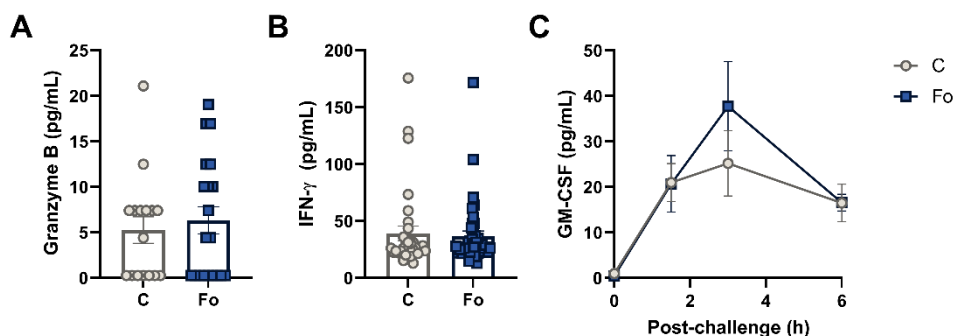 A
Granzyme B (pg/mL)
25
20
15
10
5
0
C
Fo
B
IFN-γ (pg/mL)
200
150
100
50
0
C
Fo
C
GM-CSF (pg/mL)
50
40
30
20
10
0
0
2
4
6
Post-challenge (h)
C
Fo